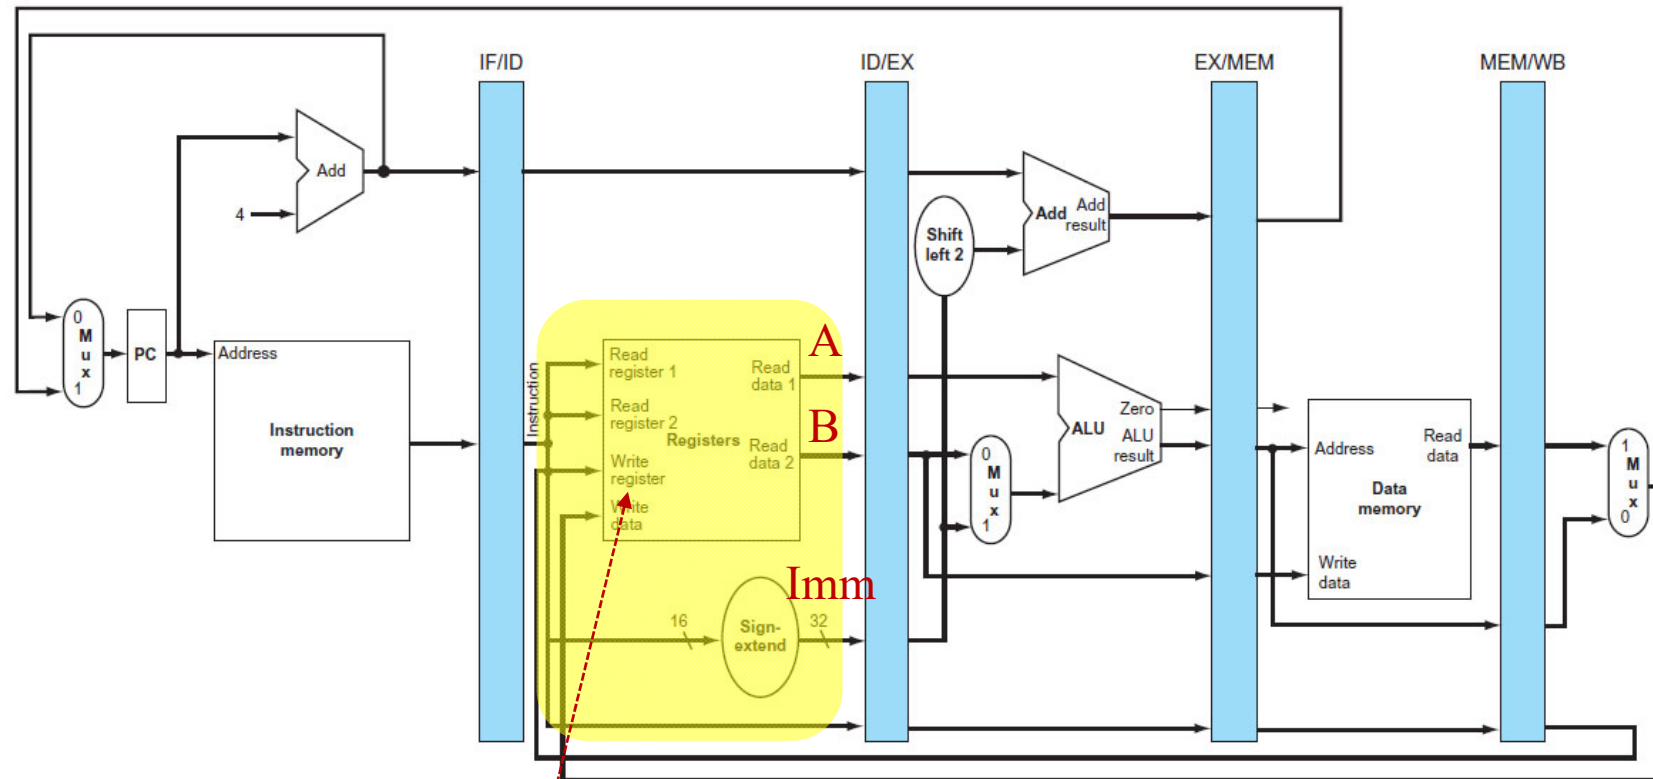 IF/ID
ID/EX
EX/MEM
MEM/WB
Add
4
Add
Add
result
Shift
left 2
0
M
u
x
1
PC
Address
Instruction
memory
Instruction
Read
register 1
Read
register 2
Write
register
Write
data
Registers
Read
data 1
Read
data 2
A
B
Imm
16
Sign-
extend
32
0
M
u
x
1
Zero
ALU
ALU
result
Address
Read
data
Data
memory
Write
data
1
M
u
x
0